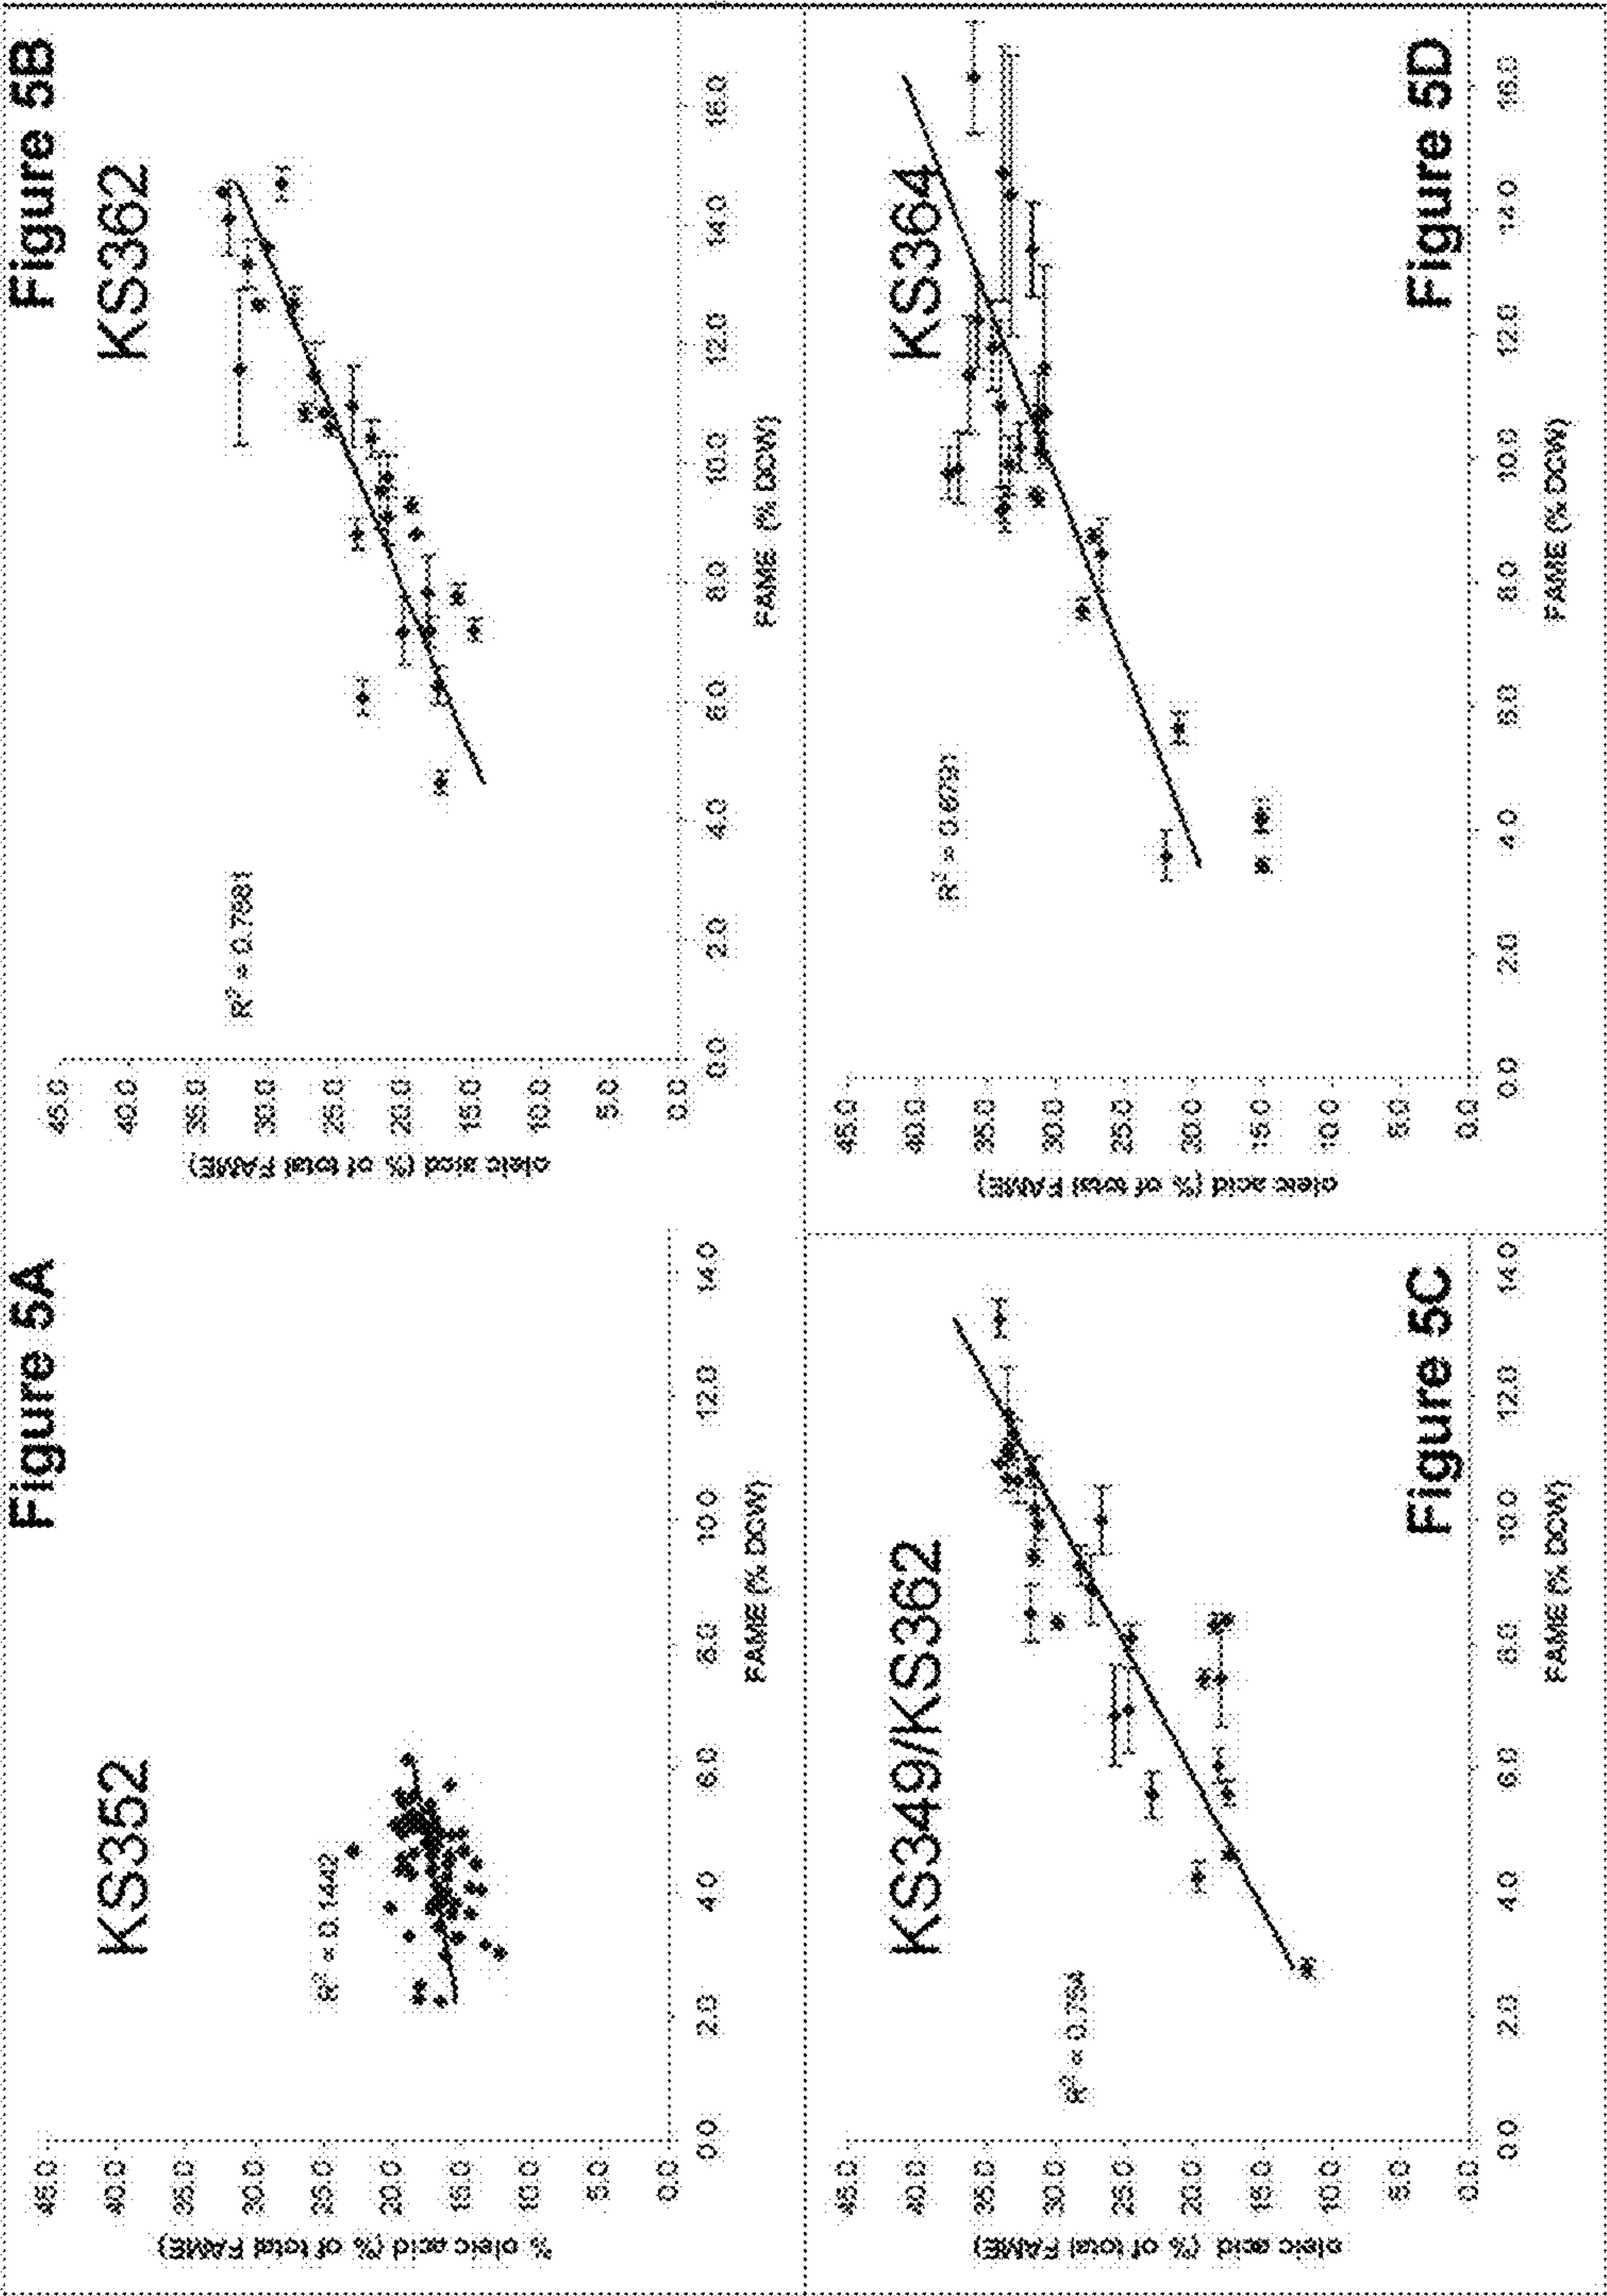 Figure 5A
KS352
R² = 0.1442
% oleic acid (% of total FAME)
45.0
40.0
35.0
30.0
25.0
20.0
15.0
10.0
5.0
0.0
0.0 2.0 4.0 6.0 8.0 10.0 12.0 14.0
FAME (% DCW)
Figure 5B
KS362
R² = 0.7881
oleic aicd (% of total FAME)
45.0
40.0
35.0
30.0
25.0
20.0
15.0
10.0
5.0
0.0
0.0 2.0 4.0 6.0 8.0 10.0 12.0 14.0 16.0
FAME (% DCW)
KS349/KS362
R² = 0.754
oleic acid (% of total FAME)
45.0
40.0
35.0
30.0
25.0
20.0
15.0
10.0
5.0
0.0
0.0 2.0 4.0 6.0 8.0 10.0 12.0 14.0
FAME (% DCW)
Figure 5C
KS364
R² = 0.6791
oleic acid (% of total FAME)
45.0
40.0
35.0
30.0
25.0
20.0
15.0
10.0
5.0
0.0
0.0 2.0 4.0 6.0 8.0 10.0 12.0 14.0 16.0
FAME (% DCW)
Figure 5D